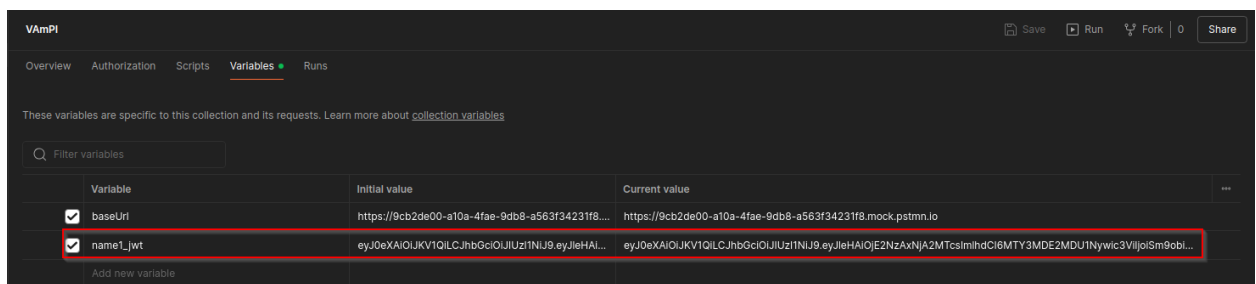 VAmPI Save Run Fork 0 Share
Overview Authorization Scripts Variables Runs
These variables are specific to this collection and its requests. Learn more about collection variables
Filter variables
Variable Initial value Current value
baseUrl https://9cb2de00-a10a-4fae-9db8-a563f34231f8.... https://9cb2de00-a10a-4fae-9db8-a563f34231f8.mock.pstmn.io
name1_jwt eyJ0eXAiOiJKV1QiLCJhbGciOiJIUzI1NiJ9.eyJleHAi... eyJ0eXAiOiJKV1QiLCJhbGciOiJIUzI1NiJ9.eyJleHAiOjE2NzAxNjA2MTcsImlhdCI6MTY3MDE2MDU1Nywic3ViIjoiSm9obi...
Add new variable